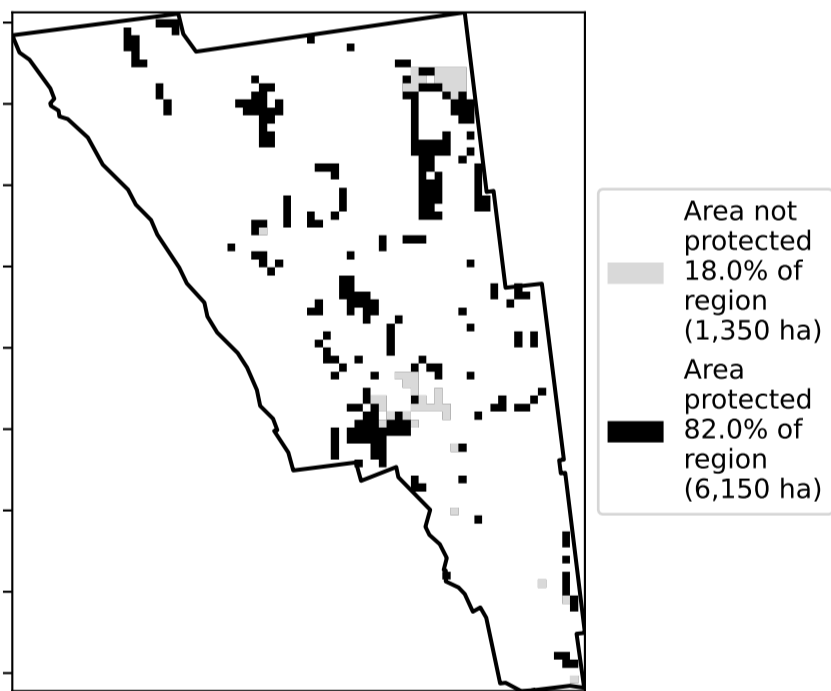 Area not
protected
18.0% of
region
(1,350 ha)
Area
protected
82.0% of
region
(6,150 ha)